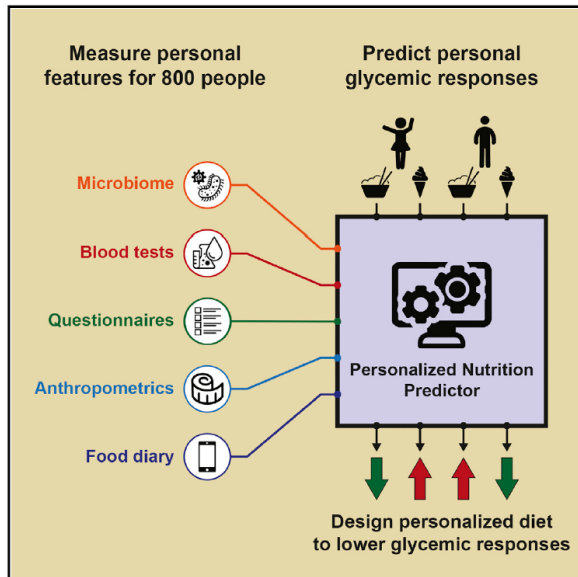 Measure personal
features for 800 people
Predict personal
glycemic responses
Microbiome
Blood tests
Questionnaires
Anthropometrics
Food diary
Personalized Nutrition
Predictor
Design personalized diet
to lower glycemic responses